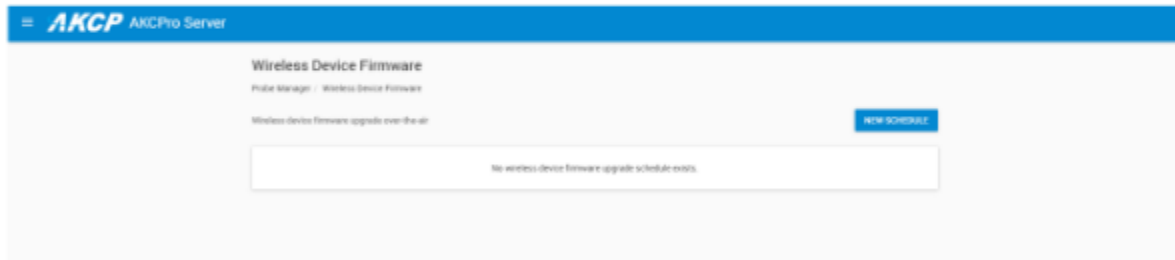 AKCP AKCPro Server
Wireless Device Firmware
Probe Manager / Wireless Device Firmware
Wireless device firmware upgrade over-the-air
NEW SCHEDULE
No wireless device firmware upgrade schedule exists.